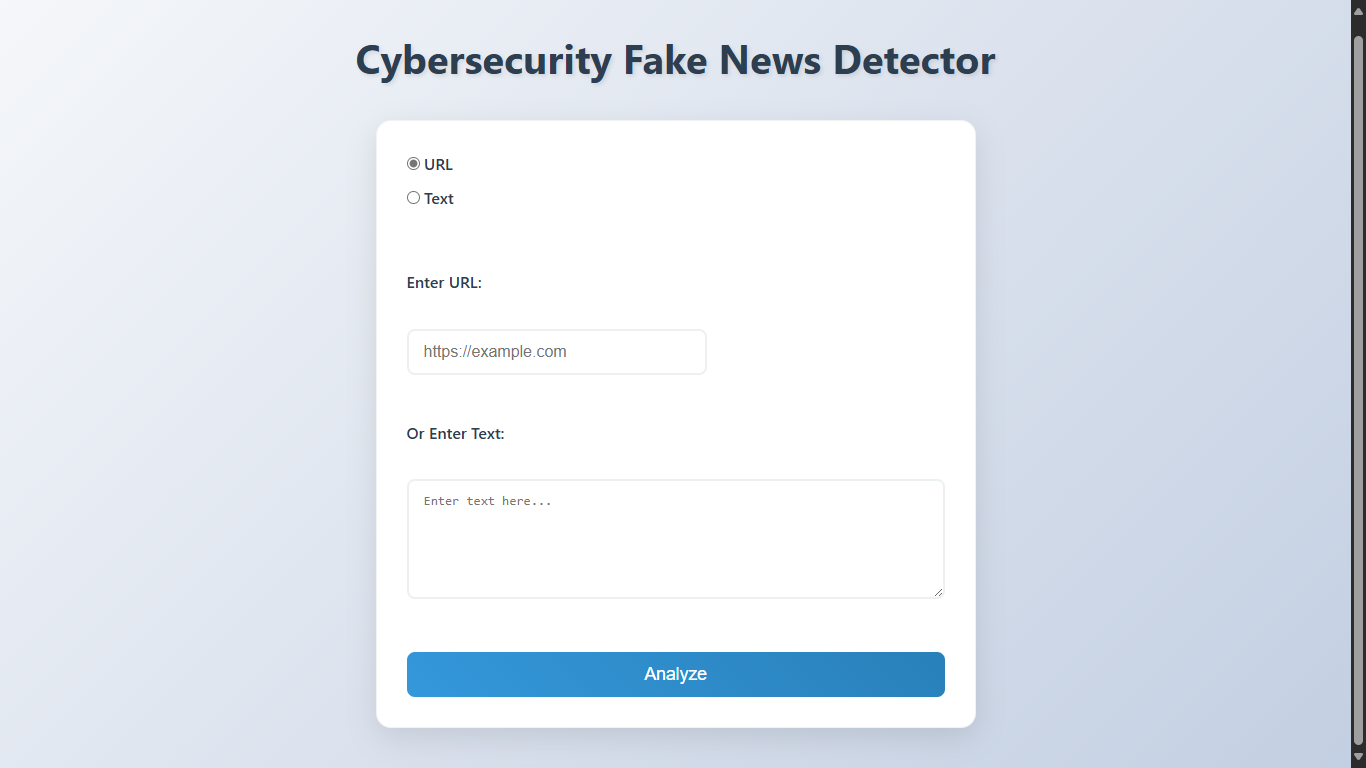 Cybersecurity Fake News Detector
URL
Text
Enter URL:
https://example.com
Or Enter Text:
Enter text here...
Analyze